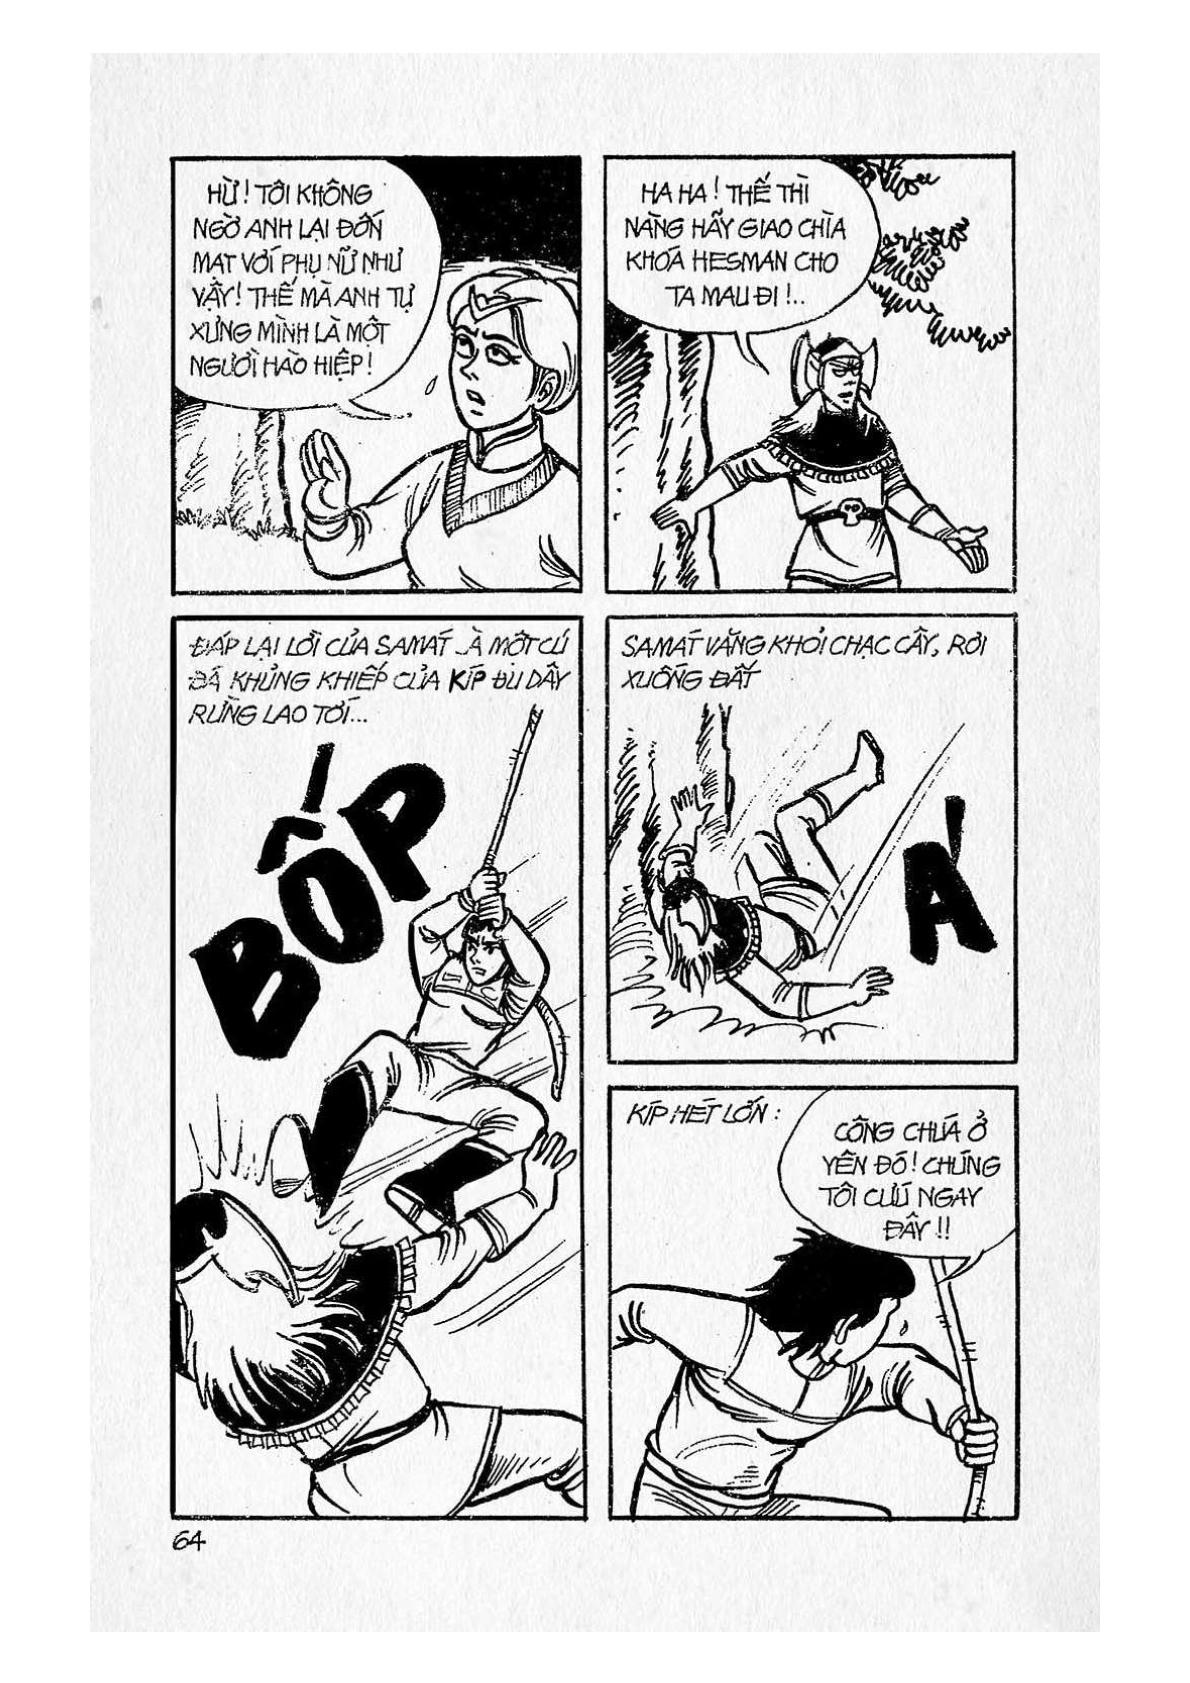 HỪ! TÔI KHÔNG
NGỜ ANH LẠI ĐỐN
MẠT VỚI PHỤ NỮ NHƯ
VẬY! THẾ MÀ ANH TỰ
XƯNG MÌNH LÀ MỘT
NGƯỜI HÀO HIỆP!
HA HA! THẾ THÌ
NÀNG HÃY GIAO CHÌA
KHOÁ HESMAN CHO
TA MAU ĐI!..
ĐÁP LẠI LỜI CỦA SAMÁT LÀ MỘT CÚ
ĐÁ KHỦNG KHIẾP CỦA KÍP ĐU DÂY
RỪNG LAO TỚI...
BỐP
SAMÁT VĂNG KHỎI CHẠC CÂY, RƠI
XUỐNG ĐẤT
Á
KÍP HÉT LỚN:
CÔNG CHÚA Ở
YÊN ĐÓ! CHÚNG
TÔI CỨU NGAY
ĐÂY!!
64